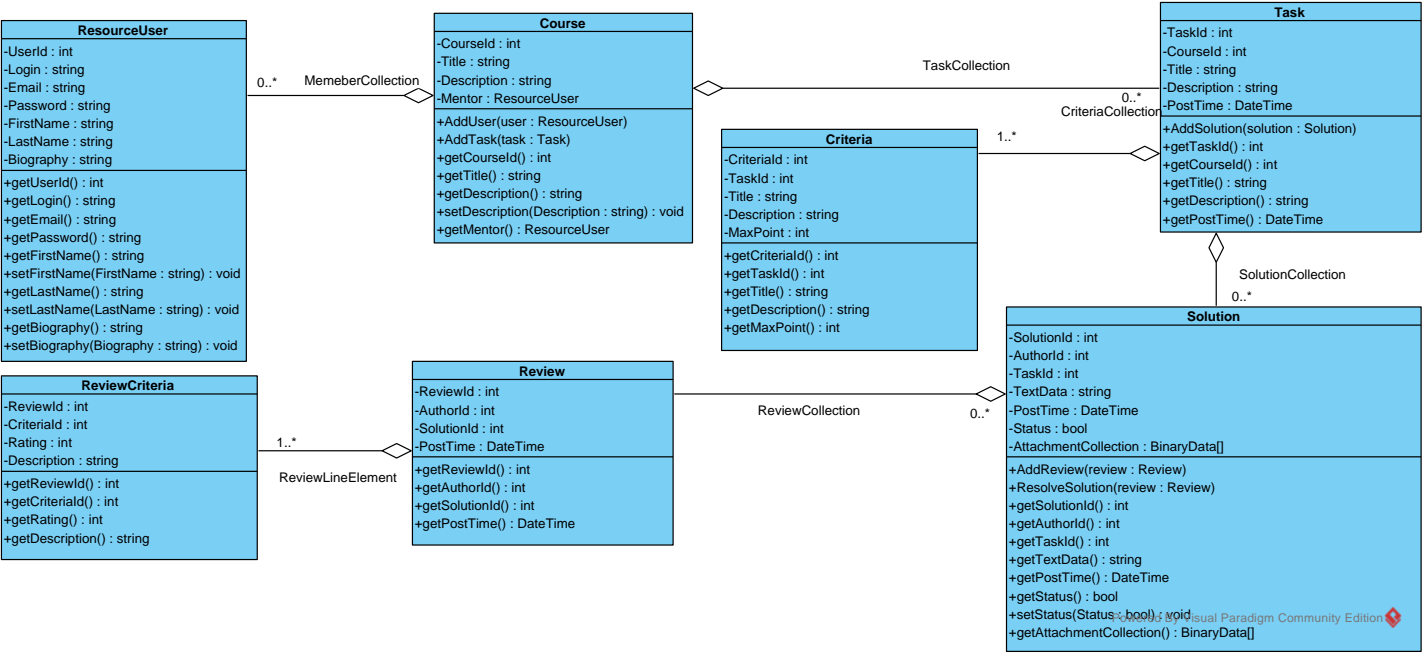 ResourceUser
-UserId : int
-Login : string
-Email : string
-Password : string
-FirstName : string
-LastName : string
-Biography : string
+getUserId() : int
+getLogin() : string
+getEmail() : string
+getPassword() : string
+getFirstName() : string
+setFirstName(FirstName : string) : void
+getLastName() : string
+setLastName(LastName : string) : void
+getBiography() : string
+setBiography(Biography : string) : void
0..*
MemeberCollection
Course
-CourseId : int
-Title : string
-Description : string
-Mentor : ResourceUser
+AddUser(user : ResourceUser)
+AddTask(task : Task)
+getCourseId() : int
+getTitle() : string
+getDescription() : string
+setDescription(Description : string) : void
+getMentor() : ResourceUser
TaskCollection
0..*
Task
-TaskId : int
-CourseId : int
-Title : string
-Description : string
-PostTime : DateTime
+AddSolution(solution : Solution)
+getTaskId() : int
+getCourseId() : int
+getTitle() : string
+getDescription() : string
+getPostTime() : DateTime
CriteriaCollection
1..*
Criteria
-CriteriaId : int
-TaskId : int
-Title : string
-Description : string
-MaxPoint : int
+getCriteriaId() : int
+getTaskId() : int
+getTitle() : string
+getDescription() : string
+getMaxPoint() : int
SolutionCollection
0..*
Solution
-SolutionId : int
-AuthorId : int
-TaskId : int
-TextData : string
-PostTime : DateTime
-Status : bool
-AttachmentCollection : BinaryData[]
+AddReview(review : Review)
+ResolveSolution(review : Review)
+getSolutionId() : int
+getAuthorId() : int
+getTaskId() : int
+getTextData() : string
+getPostTime() : DateTime
+getStatus() : bool
+setStatus(Status : bool) : void
+getAttachmentCollection() : BinaryData[]
ReviewCollection
0..*
Review
-ReviewId : int
-AuthorId : int
-SolutionId : int
-PostTime : DateTime
+getReviewId() : int
+getAuthorId() : int
+getSolutionId() : int
+getPostTime() : DateTime
1..*
ReviewLineElement
ReviewCriteria
-ReviewId : int
-CriteriaId : int
-Rating : int
-Description : string
+getReviewId() : int
+getCriteriaId() : int
+getRating() : int
+getDescription() : string
Powered By Visual Paradigm Community Edition